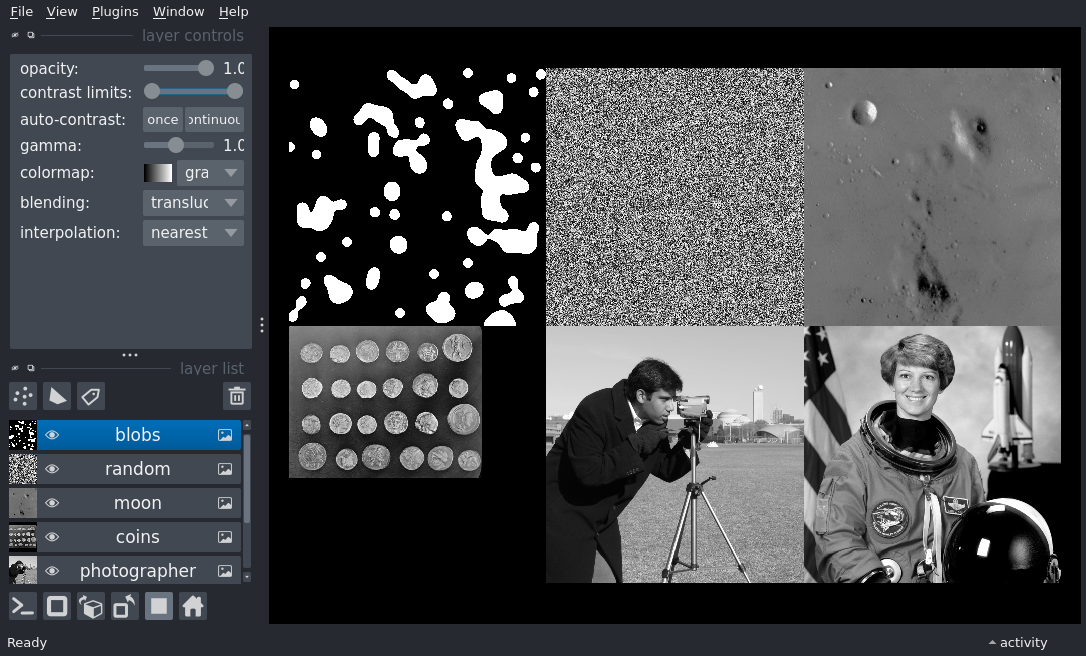 File View Plugins Window Help
layer controls
opacity: 1.0
contrast limits:
auto-contrast: once ontinuou
gamma: 1.0
colormap: gra
blending: transluc
interpolation: nearest
layer list
blobs
random
moon
coins
photographer
Ready
activity